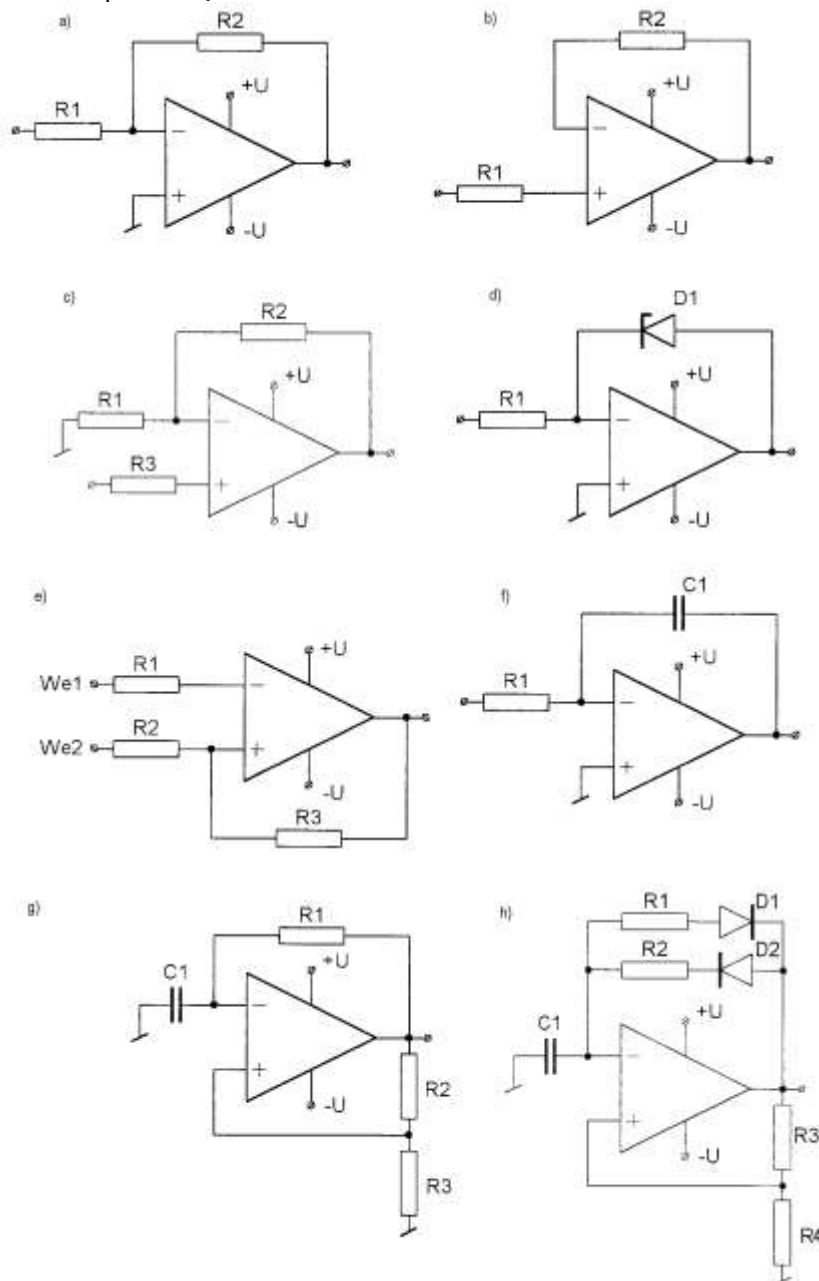 a)
R2
+U
R1
−
+
-U
b)
R2
+U
−
R1
+
-U
c)
R2
+U
R1
−
R3
+
-U
d)
D1
+U
R1
−
+
-U
e)
+U
We1
R1
−
We2
R2
+
-U
R3
f)
C1
+U
R1
−
+
-U
g)
R1
+U
C1
−
+
-U
R2
R3
h)
R1
D1
R2
D2
+U
C1
−
+
-U
R3
R4